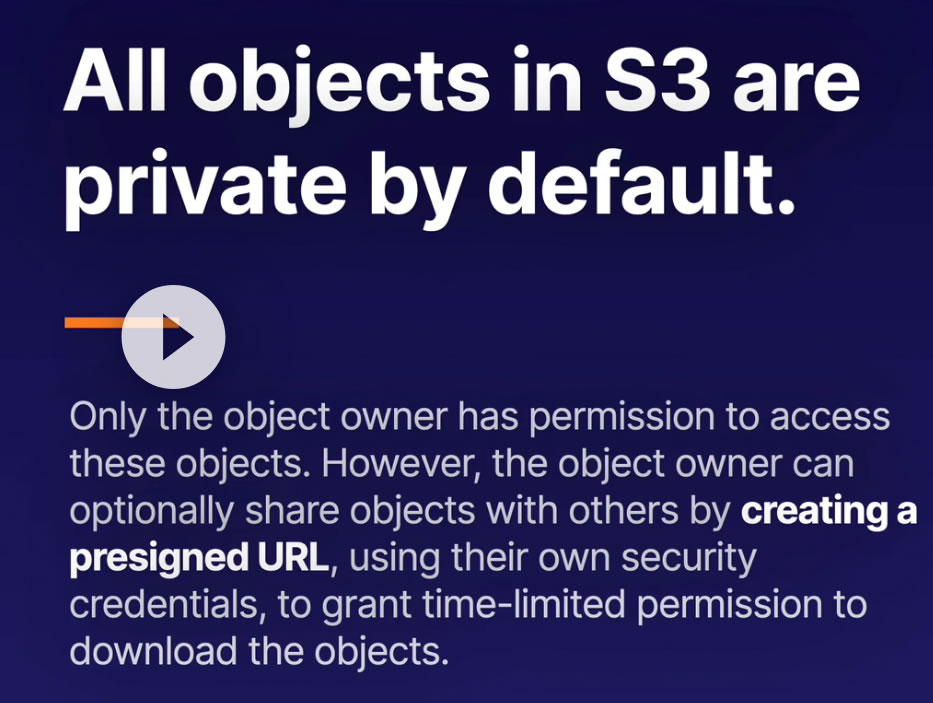 All objects in S3 are
private by default.
Only the object owner has permission to access
these objects. However, the object owner can
optionally share objects with others by creating a
presigned URL, using their own security
credentials, to grant time-limited permission to
download the objects.